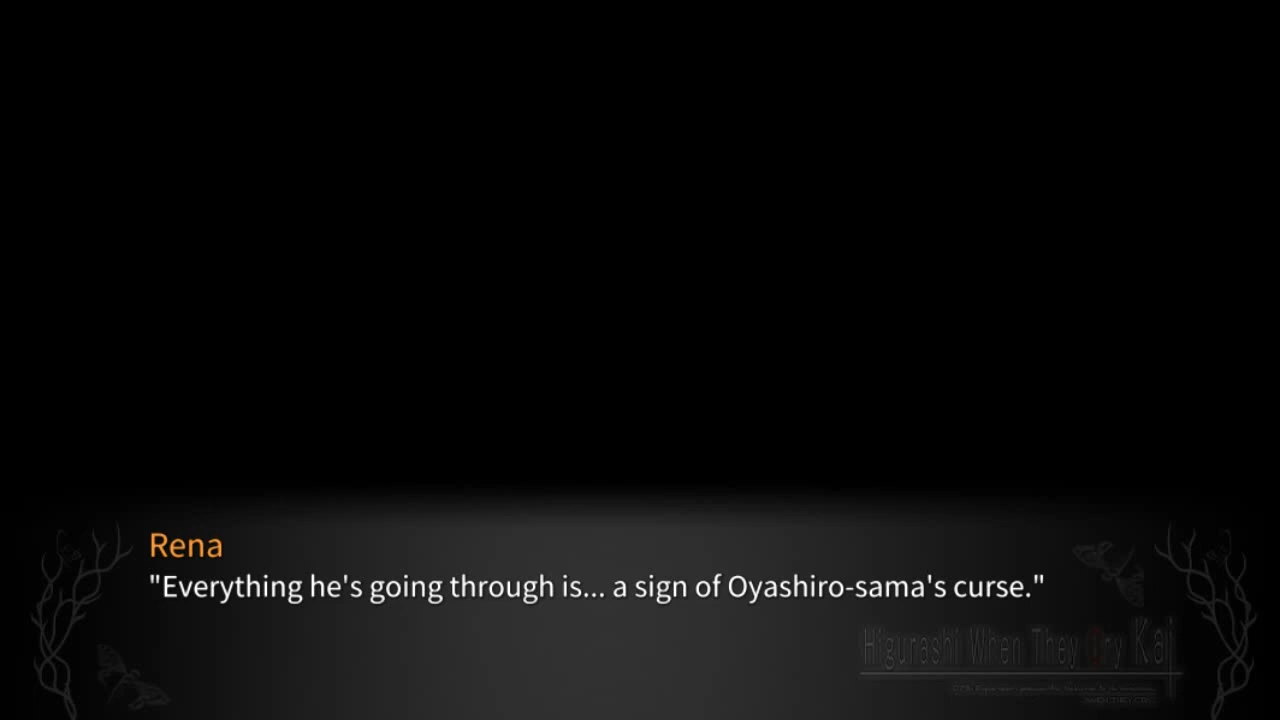 Rena
"Everything he's going through is... a sign of Oyashiro-sama's curse."
Higurashi When They Cry Kai